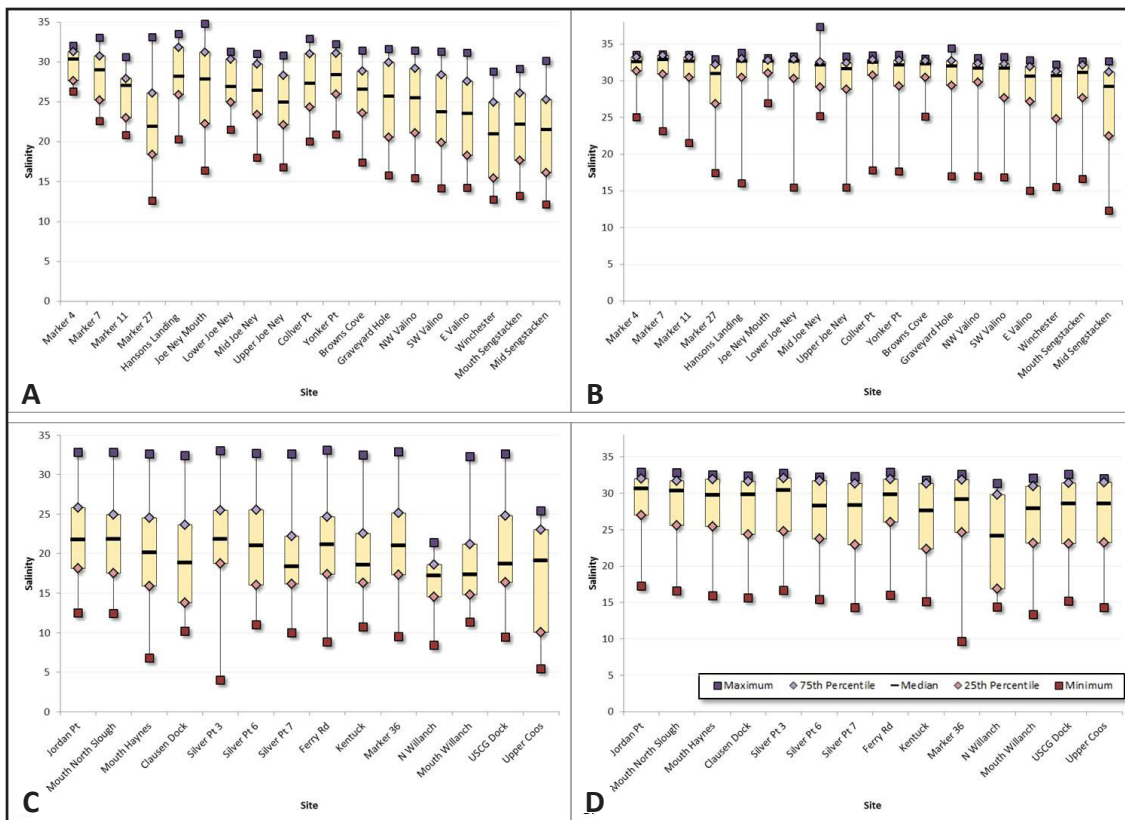 35
30
25
20
15
10
5
0
Salinity
Marker 4
Marker 7
Marker 11
Marker 27
Hansons Landing
Joe Ney Mouth
Lower Joe Ney
Mid Joe Ney
Upper Joe Ney
Collver Pt
Yonker Pt
Browns Cove
Graveyard Hole
NW Valino
SW Valino
E Valino
Winchester
Mouth Sengstacken
Mid Sengstacken
Site
A
35
30
25
20
15
10
5
0
Salinity
Marker 4
Marker 7
Marker 11
Marker 27
Hansons Landing
Joe Ney Mouth
Lower Joe Ney
Mid Joe Ney
Upper Joe Ney
Collver Pt
Yonker Pt
Browns Cove
Graveyard Hole
NW Valino
SW Valino
E Valino
Winchester
Mouth Sengstacken
Mid Sengstacken
Site
B
35
30
25
20
15
10
5
0
Salinity
Jordan Pt
Mouth North Slough
Mouth Haynes
Clausen Dock
Silver Pt 3
Silver Pt 6
Silver Pt 7
Ferry Rd
Kentuck
Marker 36
N Willanch
Mouth Willanch
USCG Dock
Upper Coos
Site
C
35
30
25
20
15
10
5
0
Salinity
Maximum 75th Percentile Median 25th Percentile Minimum
Jordan Pt
Mouth North Slough
Mouth Haynes
Clausen Dock
Silver Pt 3
Silver Pt 6
Silver Pt 7
Ferry Rd
Kentuck
Marker 36
N Willanch
Mouth Willanch
USCG Dock
Upper Coos
Site
D